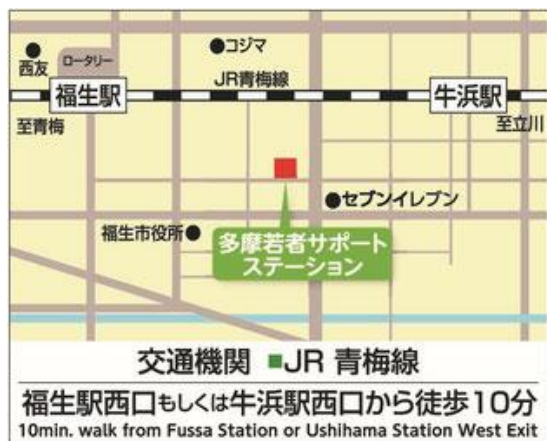 ●コジマ
●
西友
ロータリー
JR青梅線
福生駅
牛浜駅
至青梅
至立川
●セブンイレブン
福生市役所●
多摩若者サポート
ステーション
交通機関 ■JR 青梅線
福生駅西口もしくは牛浜駅西口から徒歩10分
10min. walk from Fussa Station or Ushihama Station West Exit